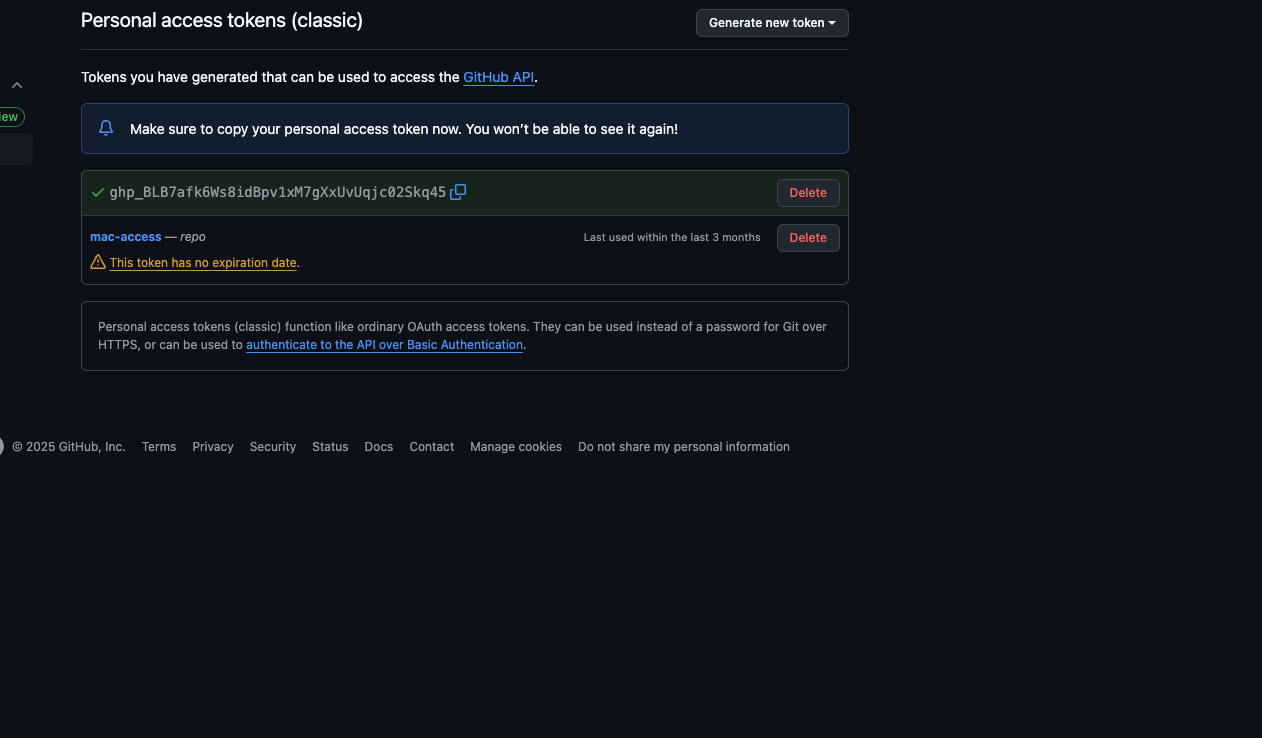 Personal access tokens (classic)
Generate new token
Tokens you have generated that can be used to access the GitHub API.
iew
Make sure to copy your personal access token now. You won’t be able to see it again!
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
Delete
mac-access — repo
Last used within the last 3 months
Delete
This token has no expiration date.
Personal access tokens (classic) function like ordinary OAuth access tokens. They can be used instead of a password for Git over
HTTPS, or can be used to authenticate to the API over Basic Authentication.
© 2025 GitHub, Inc. Terms Privacy Security Status Docs Contact Manage cookies Do not share my personal information